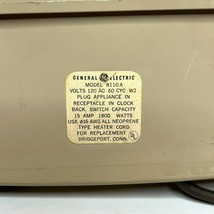 GENERAL ELECTRIC
MODEL 8110A
VOLTS 120 AC 60 CYC W2
PLUG APPLIANCE IN
RECEPTACLE IN CLOCK
BACK. SWITCH CAPACITY
15 AMP 1800 WATTS
USE #16 AWG ALL NEOPRENE
TYPE HEATER CORD
FOR REPLACEMENT
BRIDGEPORT, CONN.